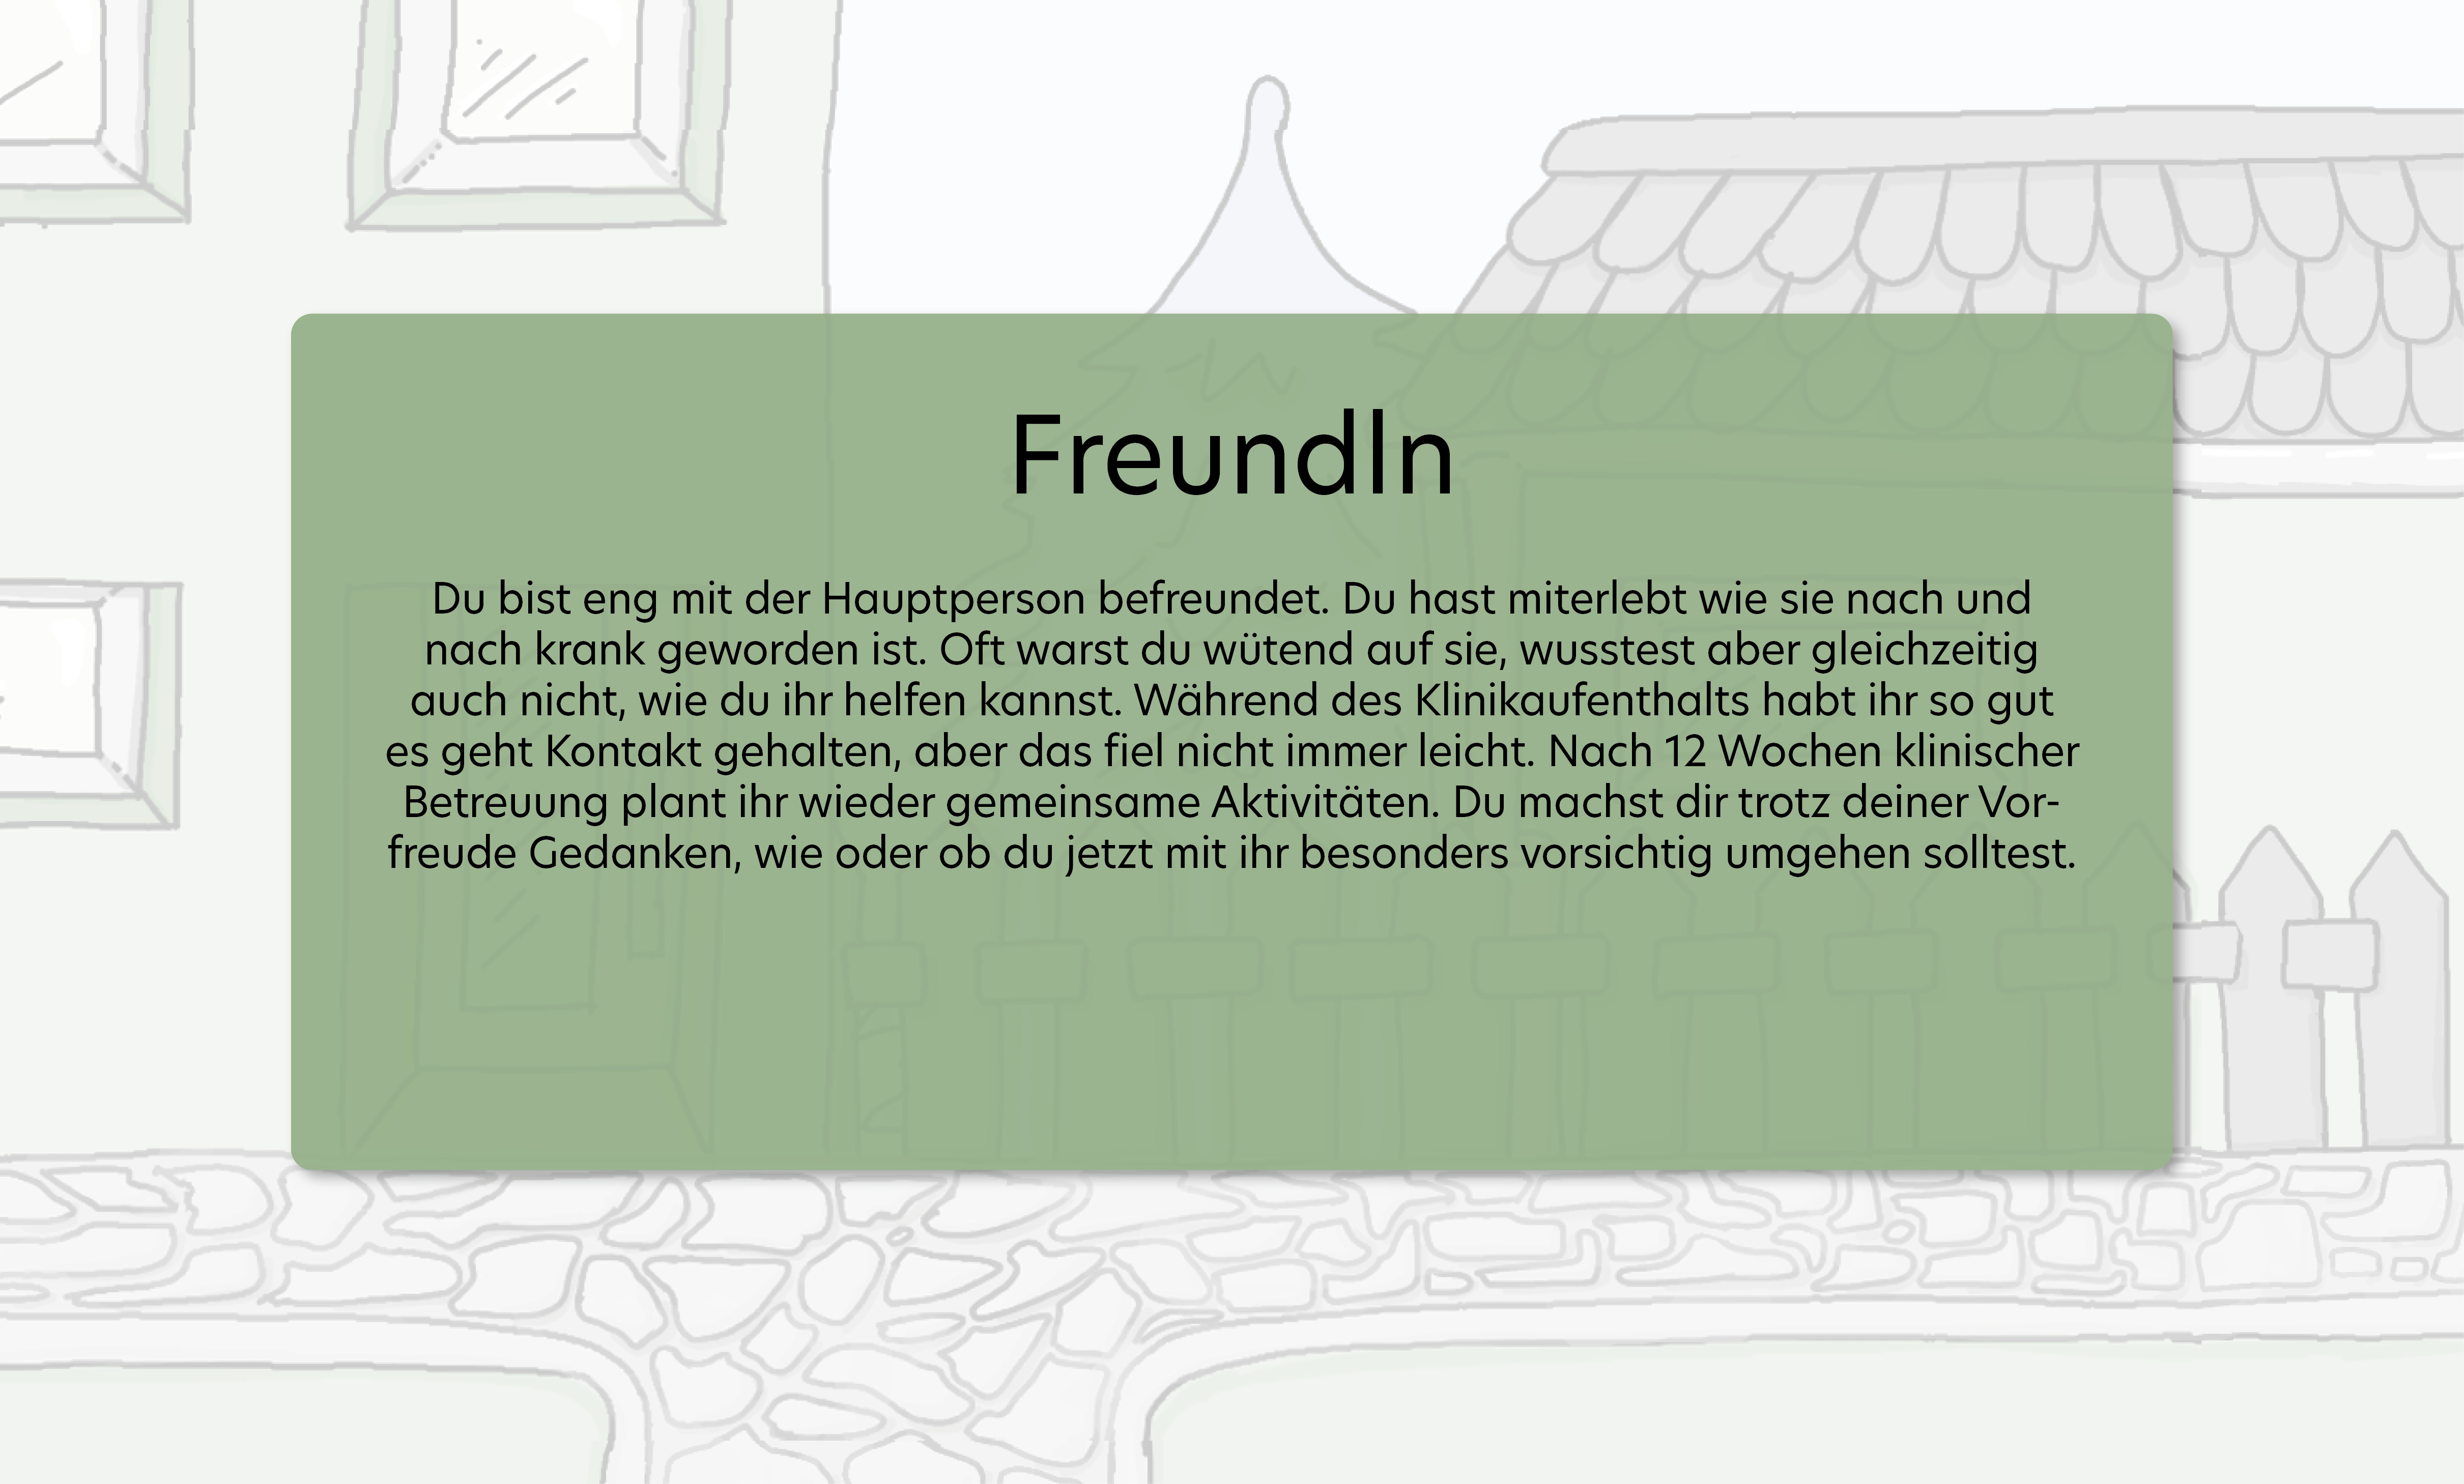 FreundIn
Du bist eng mit der Hauptperson befreundet. Du hast miterlebt wie sie nach und
nach krank geworden ist. Oft warst du wütend auf sie, wusstest aber gleichzeitig
auch nicht, wie du ihr helfen kannst. Während des Klinikaufenthalts habt ihr so gut
es geht Kontakt gehalten, aber das fiel nicht immer leicht. Nach 12 Wochen klinischer
Betreuung plant ihr wieder gemeinsame Aktivitäten. Du machst dir trotz deiner Vor-
freude Gedanken, wie oder ob du jetzt mit ihr besonders vorsichtig umgehen solltest.